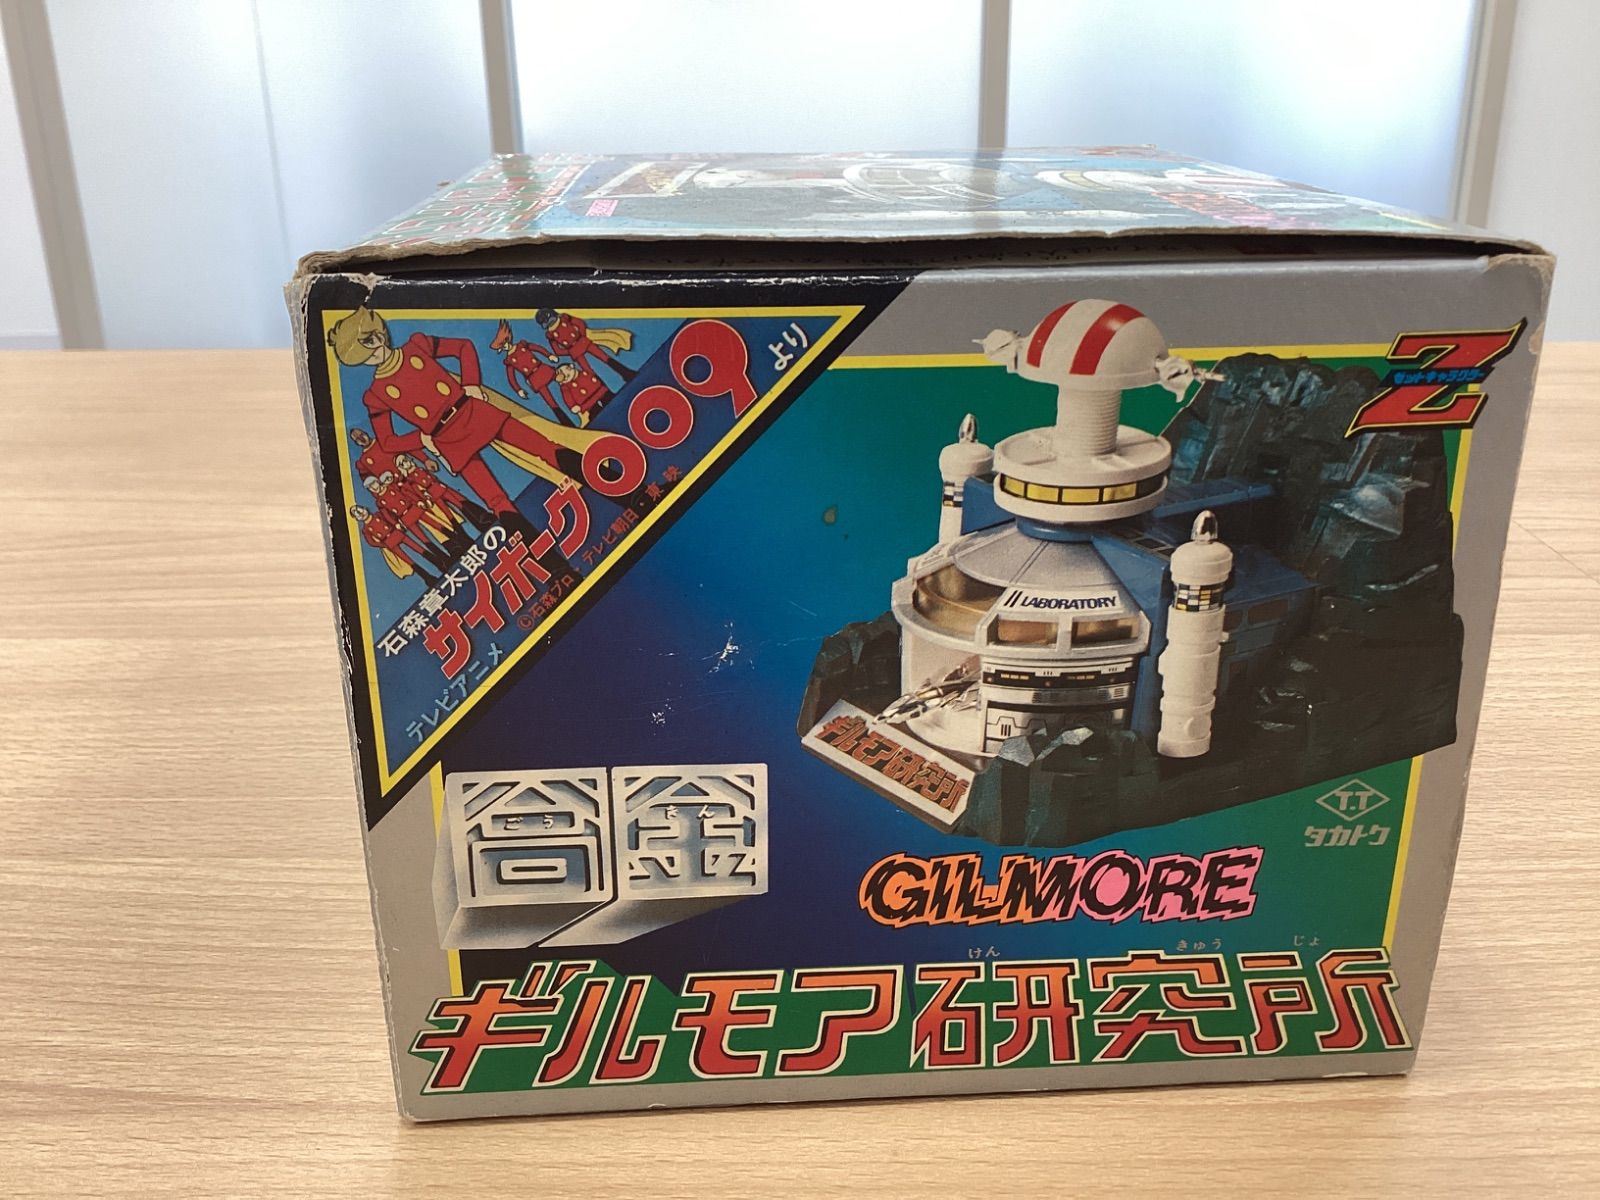 テレビアニメ
石森章太郎の
サイボーグ009より
©石森プロ・テレビ朝日・東映
Z
ゼットキャラクター
LABORATORY
ギルモア研究所
T.T
タカトク
ごう きん
合金
GILMORE
けん きゅう じょ
ギルモア研究所